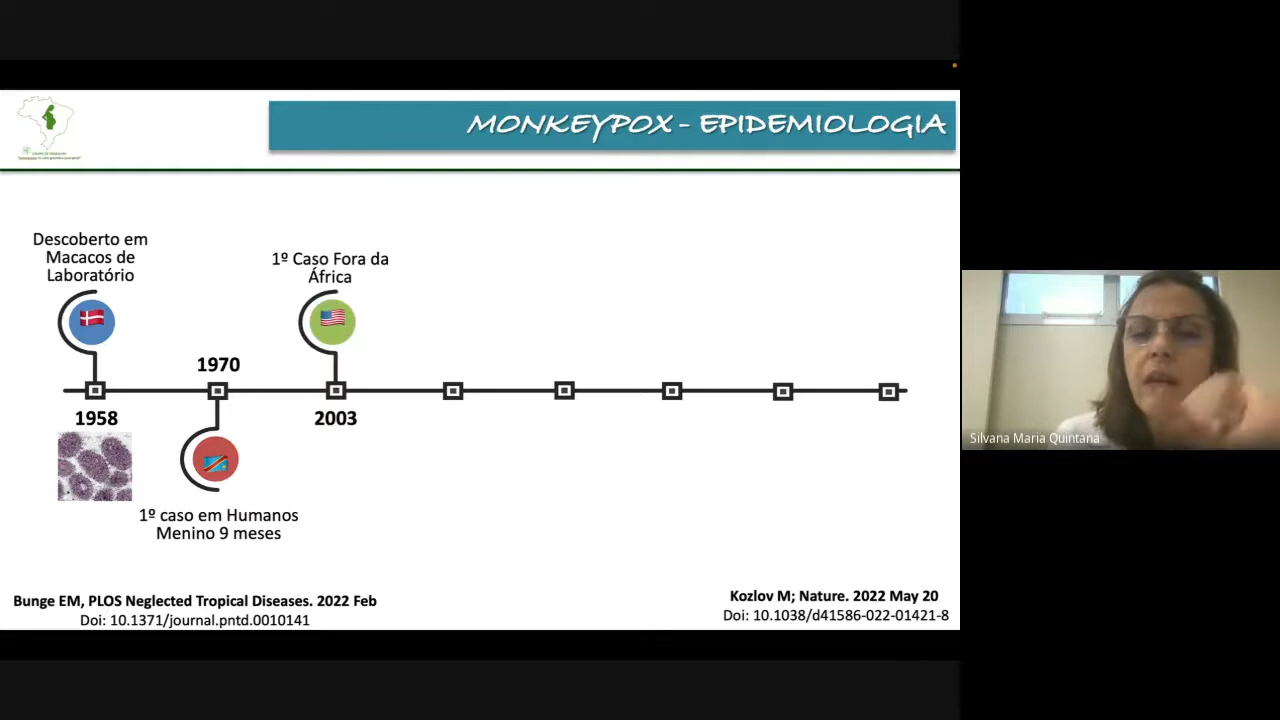 MONKEYPOX - EPIDEMIOLOGIA
Descoberto em
Macacos de
Laboratório
1º Caso Fora da
África
1970
1958
2003
1º caso em Humanos
Menino 9 meses
Bunge EM, PLOS Neglected Tropical Diseases. 2022 Feb
Doi: 10.1371/journal.pntd.0010141
Kozlov M; Nature. 2022 May 20
Doi: 10.1038/d41586-022-01421-8
Silvana Maria Quintana